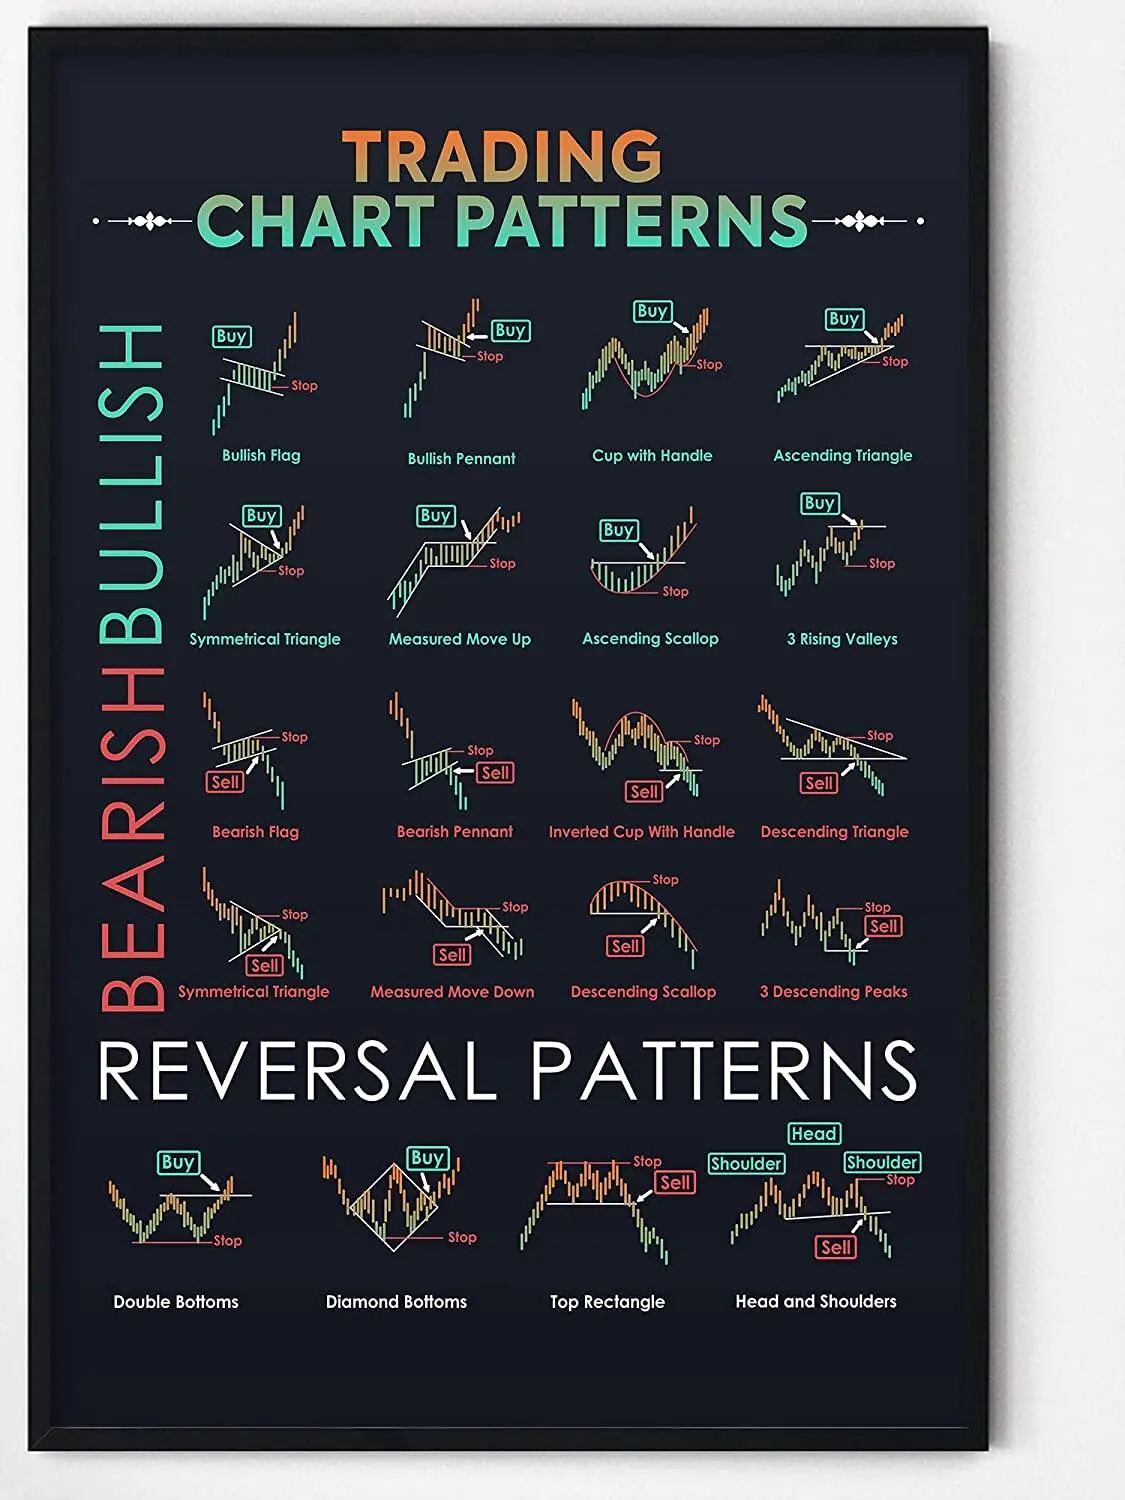 TRADING
CHART PATTERNS
BULLISH
Buy
Stop
Bullish Flag
Buy
Stop
Bullish Pennant
Buy
Stop
Cup with Handle
Buy
Stop
Ascending Triangle
Buy
Stop
Symmetrical Triangle
Buy
Stop
Measured Move Up
Buy
Stop
Ascending Scallop
Buy
Stop
3 Rising Valleys
BEARISH
Stop
Sell
Bearish Flag
Stop
Sell
Bearish Pennant
Stop
Sell
Inverted Cup With Handle
Stop
Sell
Descending Triangle
Stop
Sell
Symmetrical Triangle
Stop
Sell
Measured Move Down
Stop
Sell
Descending Scallop
Stop
Sell
3 Descending Peaks
REVERSAL PATTERNS
Buy
Stop
Double Bottoms
Buy
Stop
Diamond Bottoms
Stop
Sell
Top Rectangle
Head
Shoulder
Shoulder
Stop
Sell
Head and Shoulders